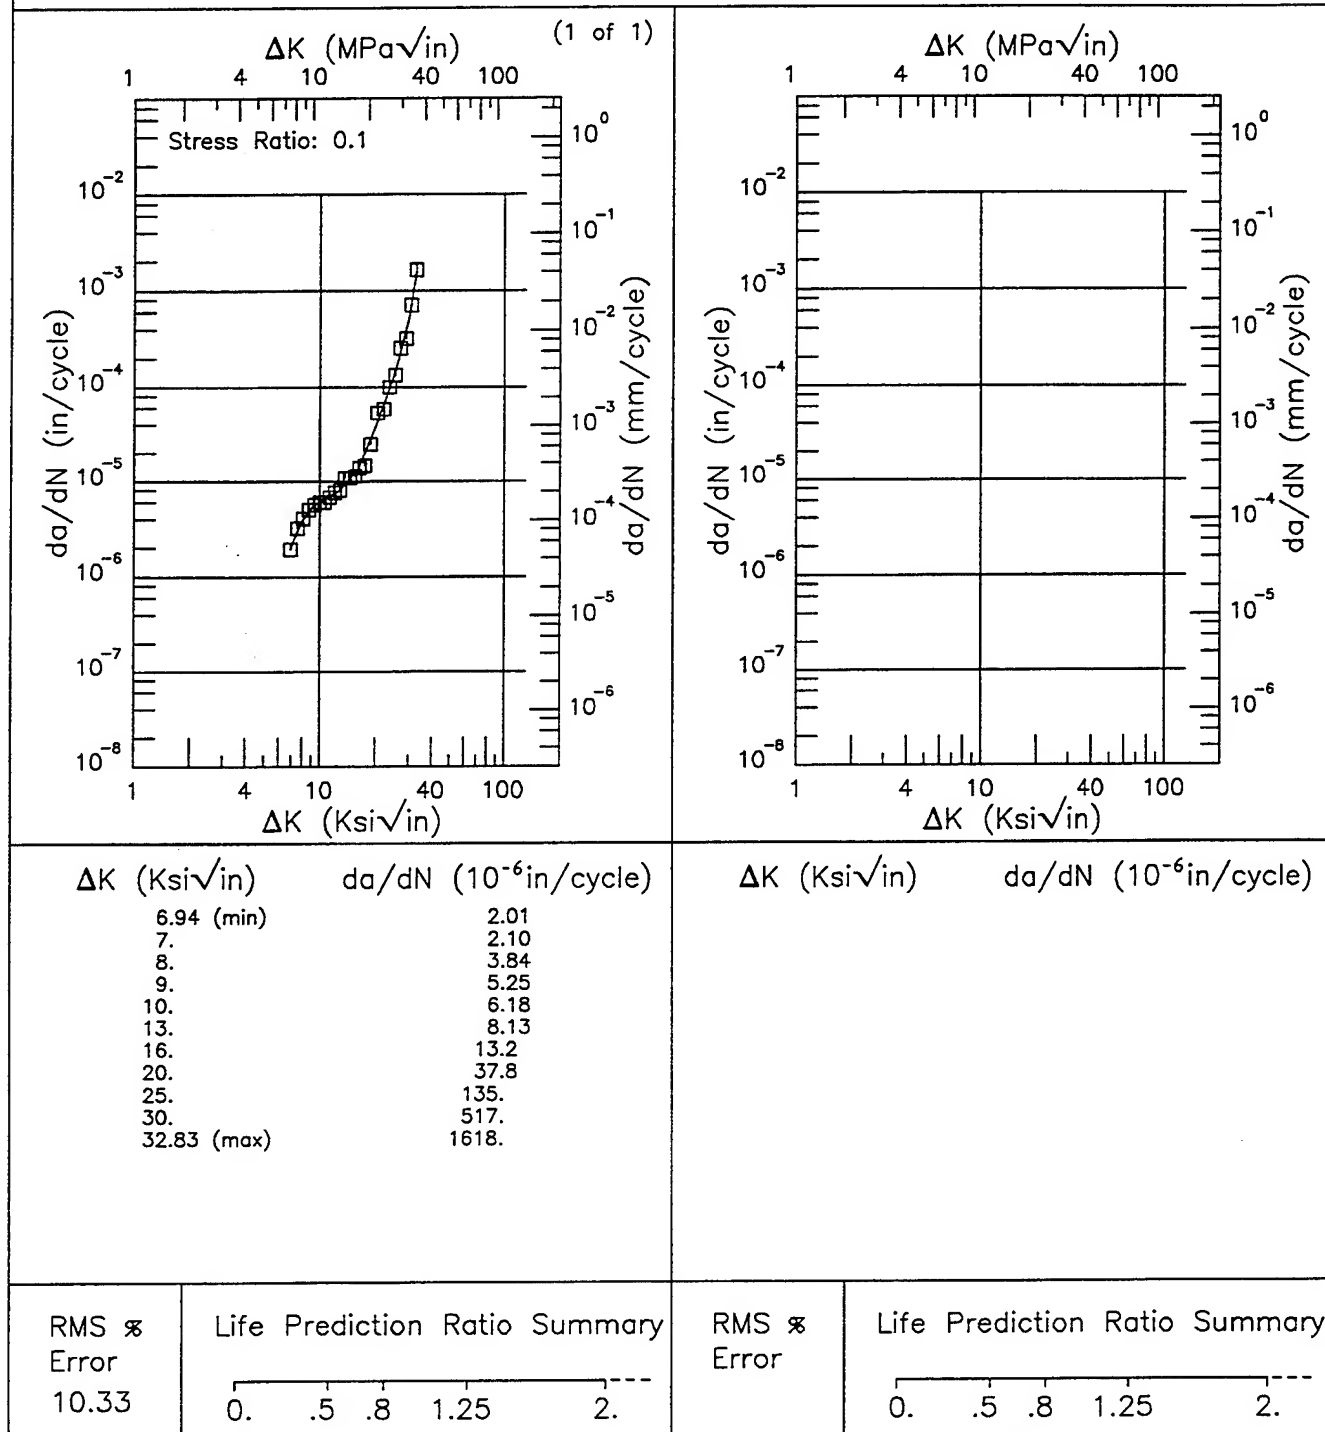 (1 of 1)
ΔK (MPa√in)
1 4 10 40 100
Stress Ratio: 0.1
10⁻²
10⁻³
10⁻⁴
10⁻⁵
10⁻⁶
10⁻⁷
10⁻⁸
da/dN (in/cycle)
10⁰
10⁻¹
10⁻²
10⁻³
10⁻⁴
10⁻⁵
10⁻⁶
da/dN (mm/cycle)
1 4 10 40 100
ΔK (Ksi√in)
ΔK (MPa√in)
1 4 10 40 100
10⁻²
10⁻³
10⁻⁴
10⁻⁵
10⁻⁶
10⁻⁷
10⁻⁸
da/dN (in/cycle)
10⁰
10⁻¹
10⁻²
10⁻³
10⁻⁴
10⁻⁵
10⁻⁶
da/dN (mm/cycle)
1 4 10 40 100
ΔK (Ksi√in)
ΔK (Ksi√in) da/dN (10⁻⁶in/cycle)
6.94 (min) 2.01
7. 2.10
8. 3.84
9. 5.25
10. 6.18
13. 8.13
16. 13.2
20. 37.8
25. 135.
30. 517.
32.83 (max) 1618.
ΔK (Ksi√in) da/dN (10⁻⁶in/cycle)
RMS %
Error
10.33
Life Prediction Ratio Summary
0. .5 .8 1.25 2.
RMS %
Error
Life Prediction Ratio Summary
0. .5 .8 1.25 2.